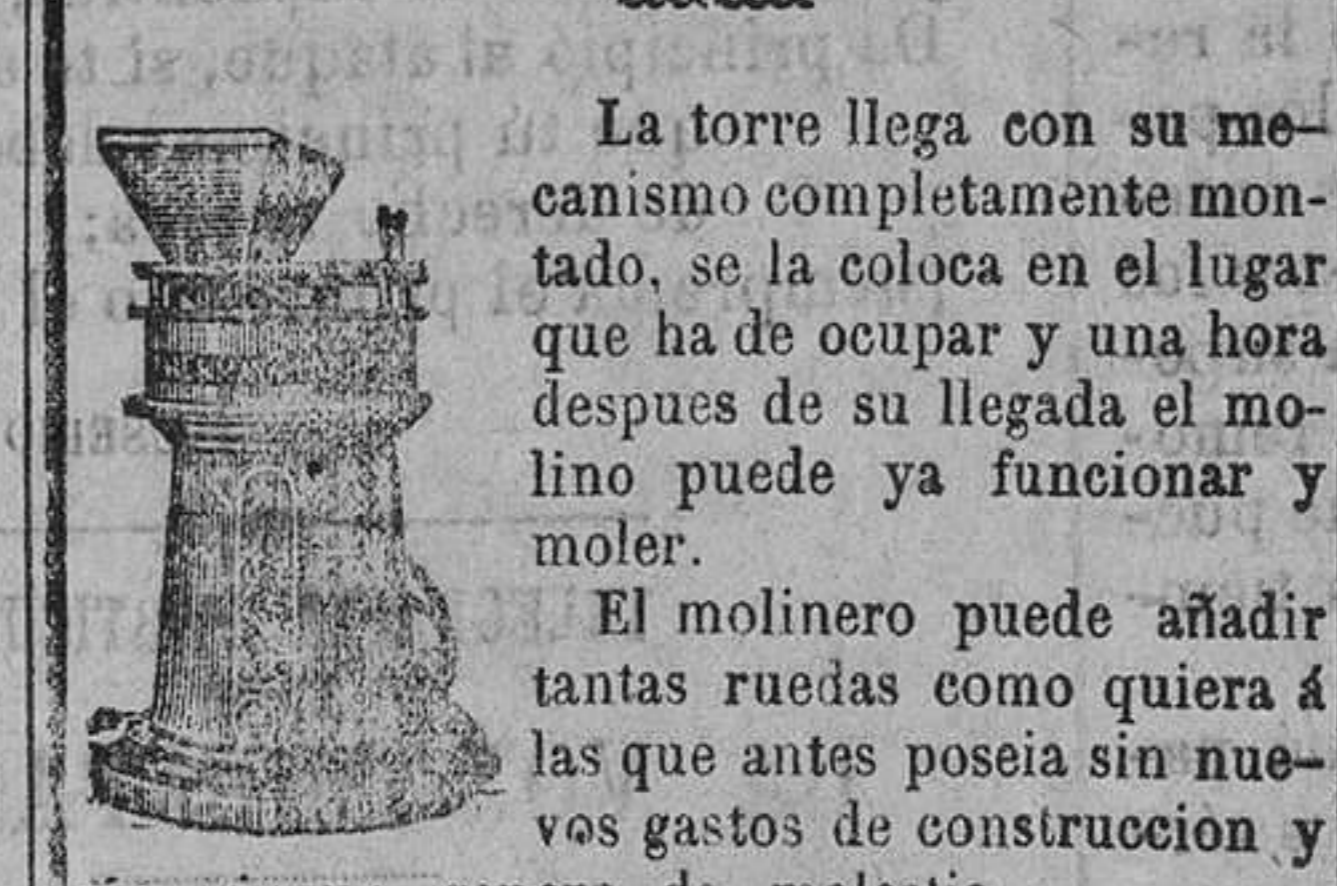 La torre llega con su me-
canismo completamente mon-
tado, se la coloca en el lugar
que ha de ocupar y una hora
despues de su llegada el mo-
lino puede ya funcionar y
moler.
El molinero puede añadir
tantas ruedas como quiera á
las que antes poseia sin nue-
vos gastos de construccion y